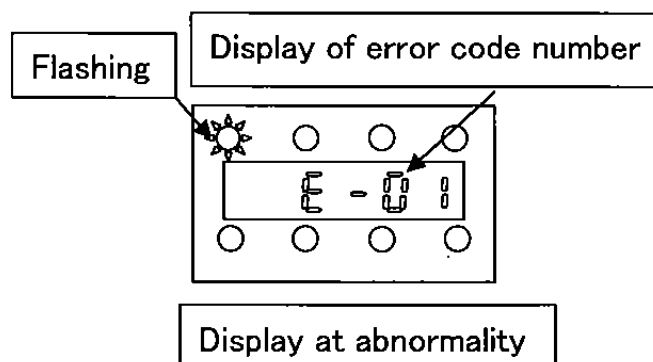 Display of error code number
Flashing
E-01
Display at abnormality